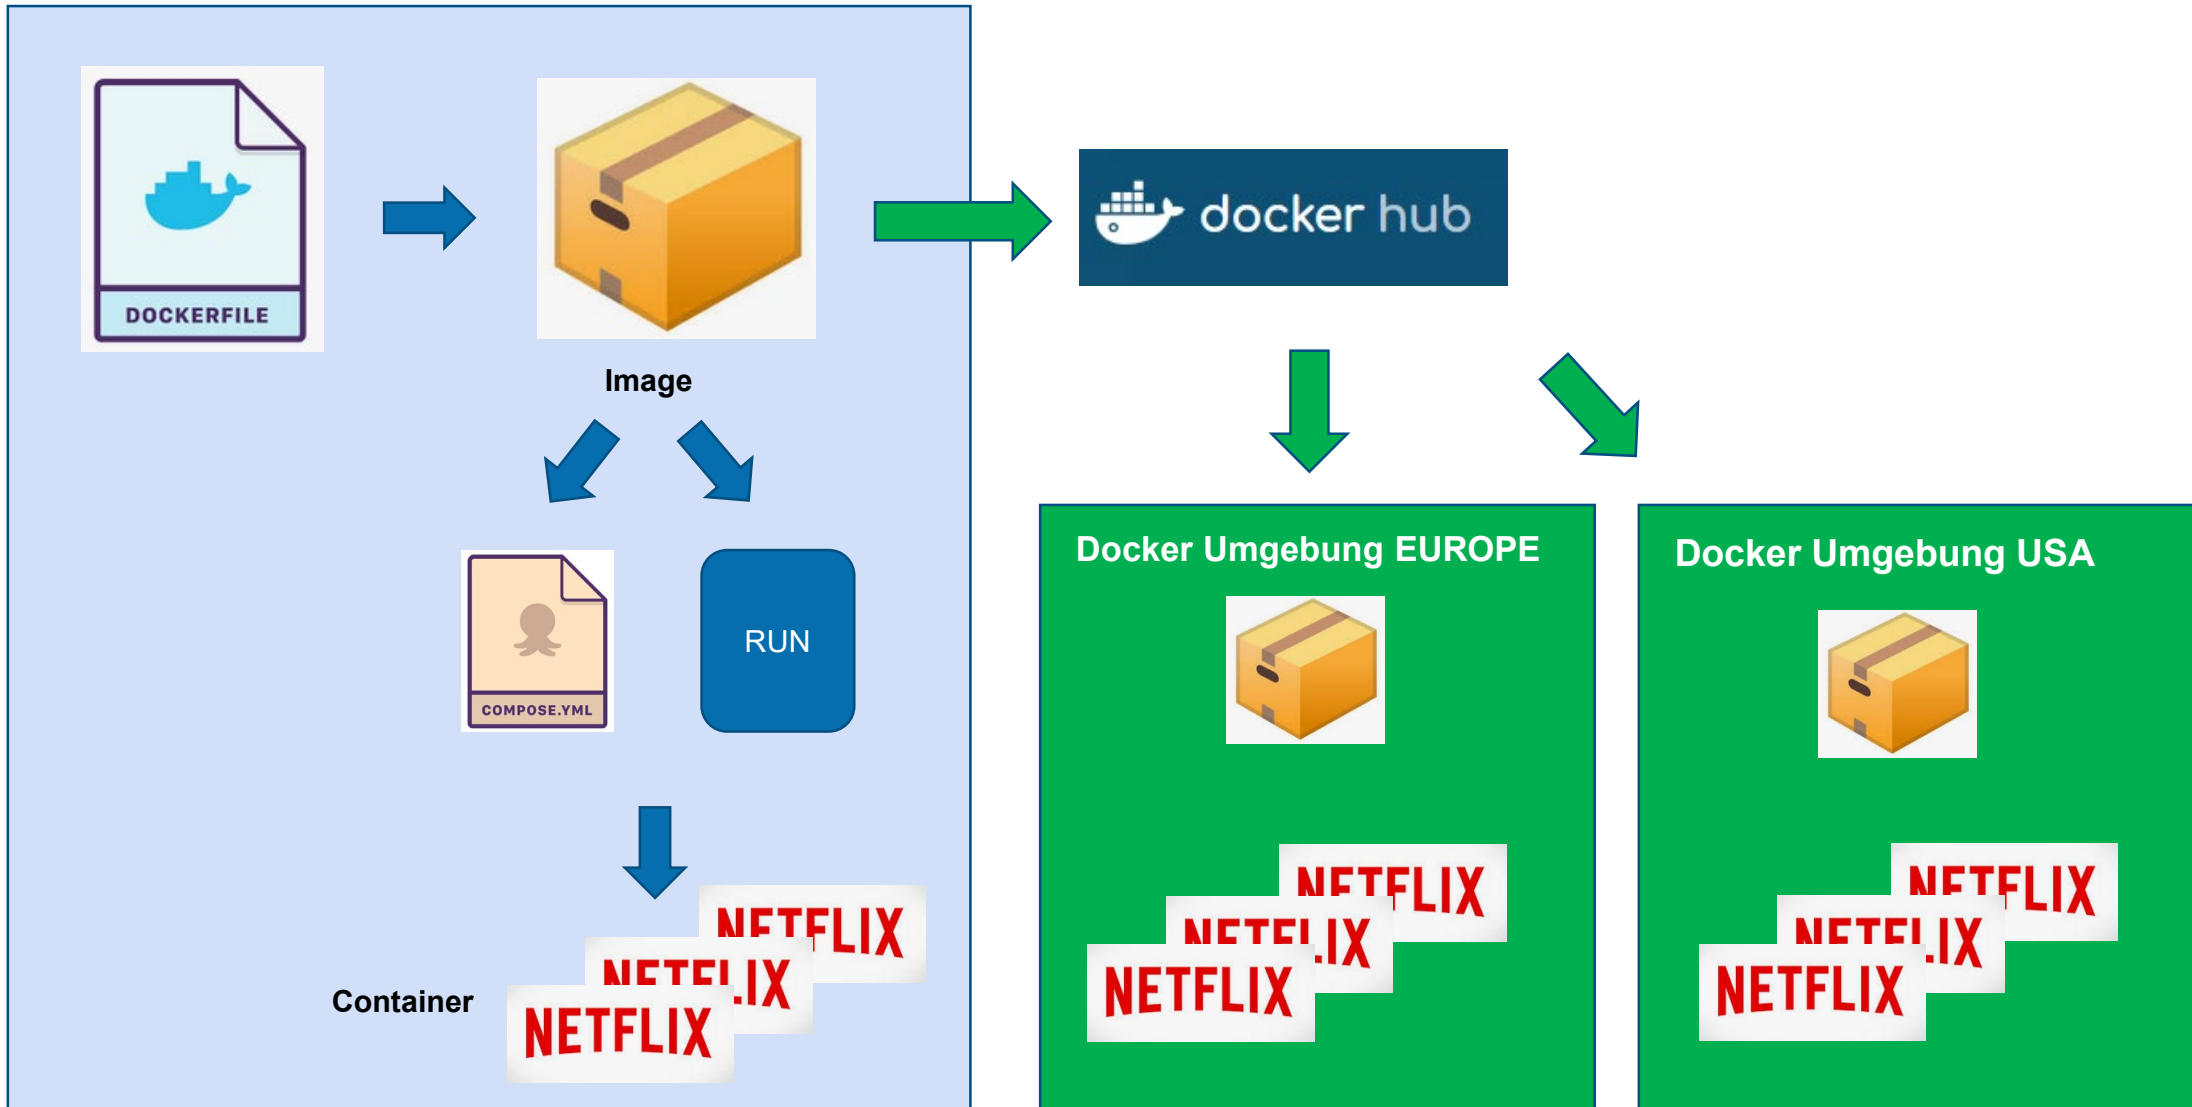 DOCKERFILE
Image
docker hub
COMPOSE.YML
RUN
Container
NETFLIX
NETFLIX
NETFLIX
Docker Umgebung EUROPE
NETFLIX
NETFLIX
NETFLIX
Docker Umgebung USA
NETFLIX
NETFLIX
NETFLIX